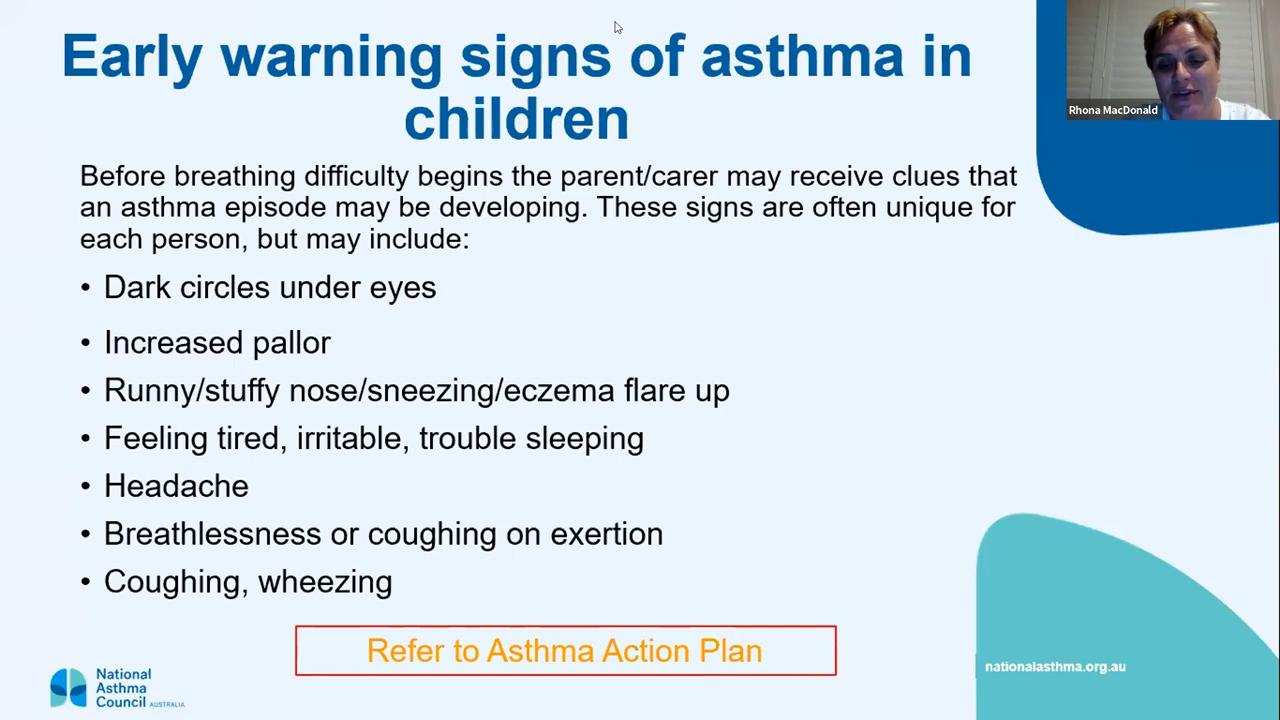 Early warning signs of asthma in
children
Rhona MacDonald
Before breathing difficulty begins the parent/carer may receive clues that
an asthma episode may be developing. These signs are often unique for
each person, but may include:
• Dark circles under eyes
• Increased pallor
• Runny/stuffy nose/sneezing/eczema flare up
• Feeling tired, irritable, trouble sleeping
• Headache
• Breathlessness or coughing on exertion
• Coughing, wheezing
Refer to Asthma Action Plan
National
Asthma
Council AUSTRALIA
nationalasthma.org.au